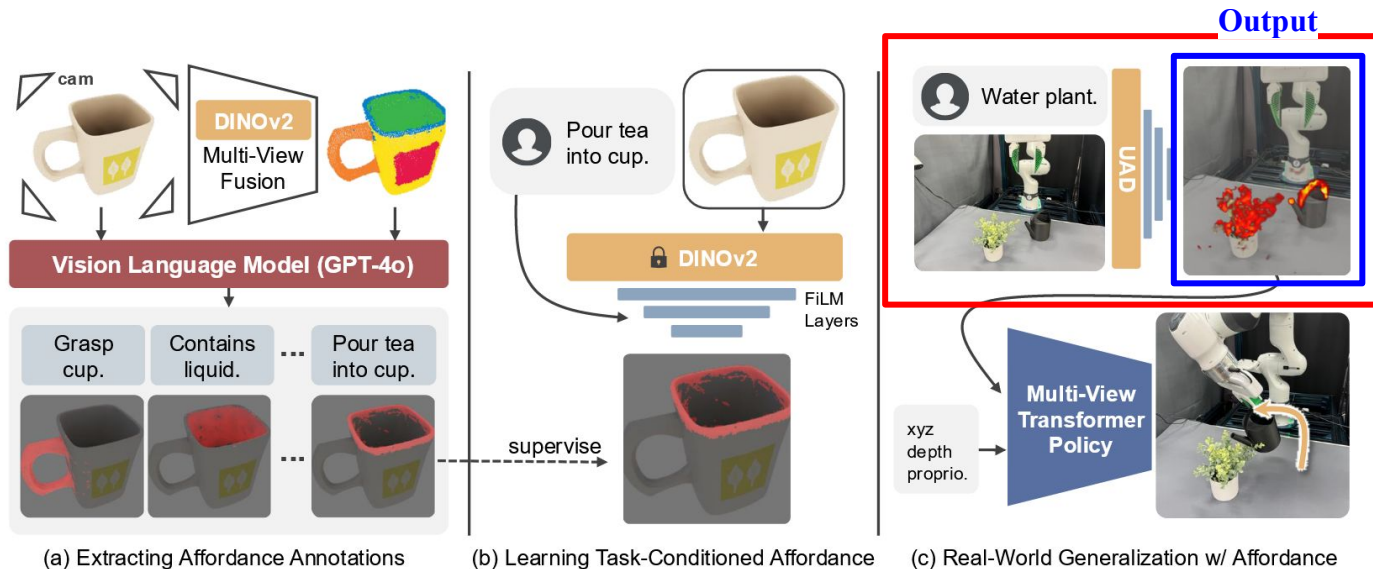 Output
cam
DINOv2
Multi-View
Fusion
Vision Language Model (GPT-4o)
Grasp
cup.
Contains
liquid.
...
Pour tea
into cup.
...
supervise
(a) Extracting Affordance Annotations
Pour tea
into cup.
DINOv2
FiLM
Layers
(b) Learning Task-Conditioned Affordance
Water plant.
UAD
Multi-View
Transformer
Policy
xyz
depth
proprio.
(c) Real-World Generalization w/ Affordance